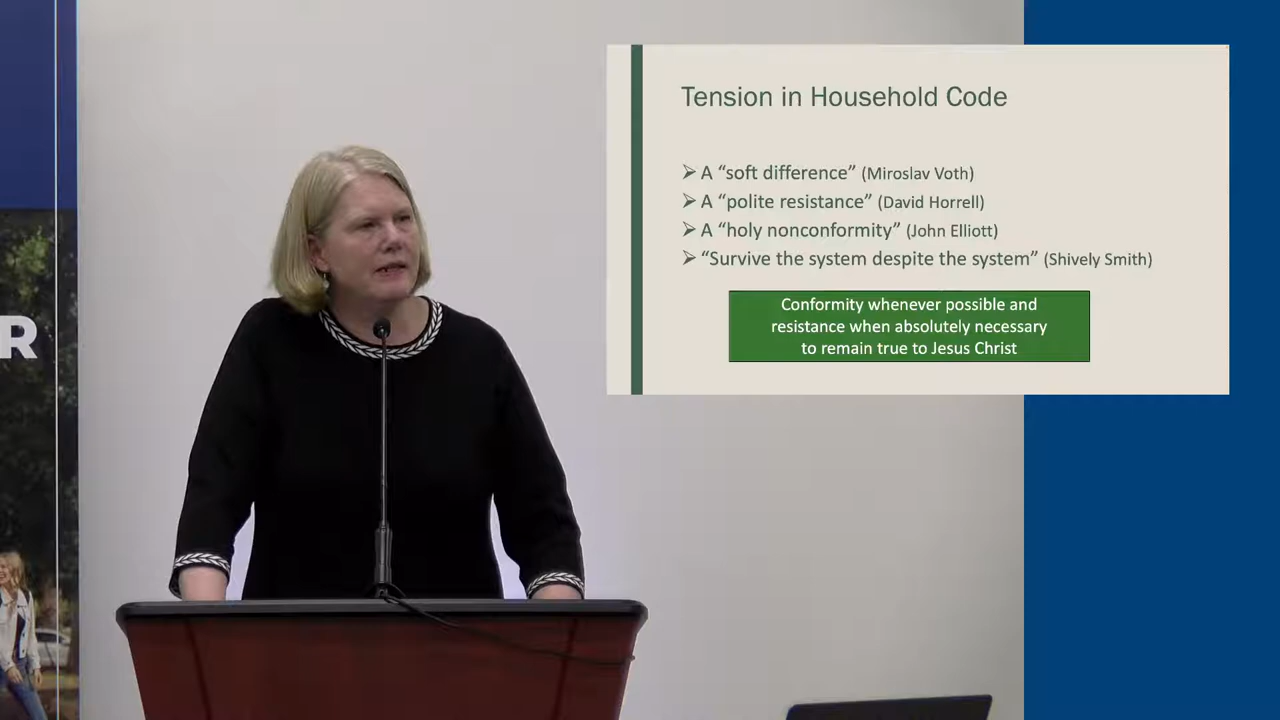 Tension in Household Code
➢ A “soft difference” (Miroslav Voth)
➢ A “polite resistance” (David Horrell)
➢ A “holy nonconformity” (John Elliott)
➢ “Survive the system despite the system” (Shively Smith)
Conformity whenever possible and
resistance when absolutely necessary
to remain true to Jesus Christ
R